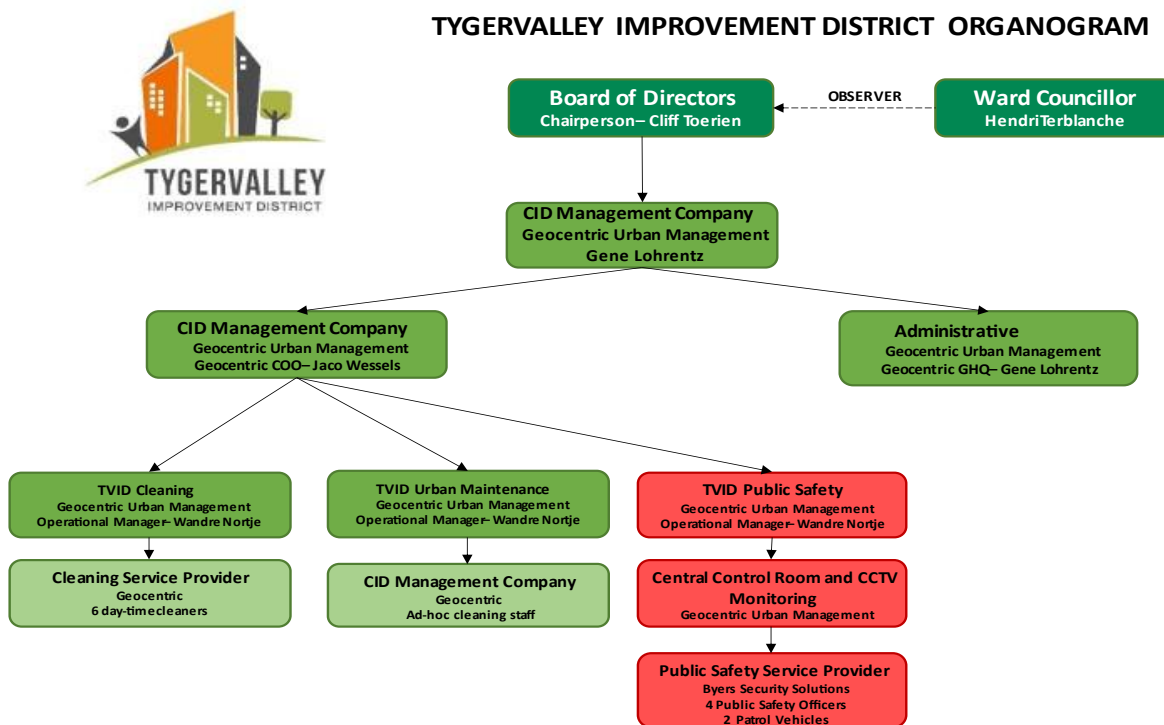 TYGERVALLEY IMPROVEMENT DISTRICT ORGANOGRAM
TYGERVALLEY
IMPROVEMENT DISTRICT
Board of Directors
Chairperson– Cliff Toerien
OBSERVER
Ward Councillor
HendriTerblanche
CID Management Company
Geocentric Urban Management
Gene Lohrentz
CID Management Company
Geocentric Urban Management
Geocentric COO– Jaco Wessels
Administrative
Geocentric Urban Management
Geocentric GHQ– Gene Lohrentz
TVID Cleaning
Geocentric Urban Management
Operational Manager– Wandre Nortje
TVID Urban Maintenance
Geocentric Urban Management
Operational Manager– Wandre Nortje
TVID Public Safety
Geocentric Urban Management
Operational Manager– Wandre Nortje
Cleaning Service Provider
Geocentric
6 day-timecleaners
CID Management Company
Geocentric
Ad-hoc cleaning staff
Central Control Room and CCTV
Monitoring
Geocentric Urban Management
Public Safety Service Provider
Byers Security Solutions
4 Public Safety Officers
2 Patrol Vehicles